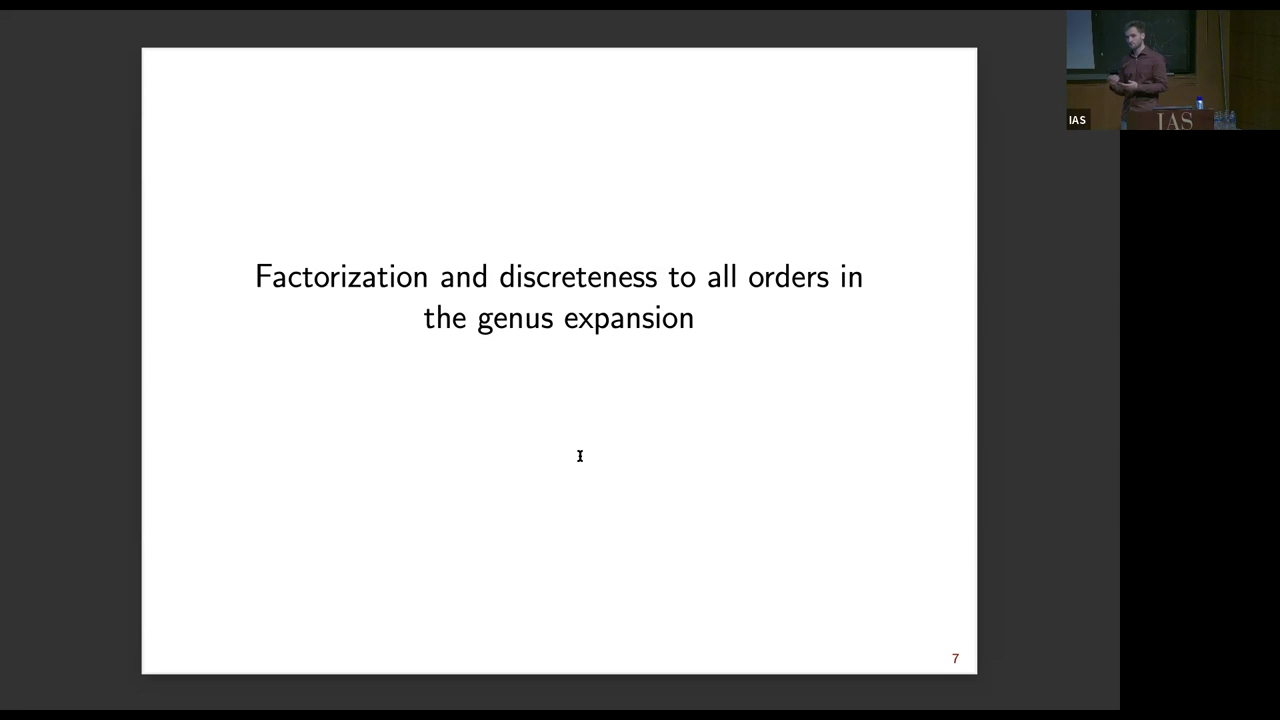 Factorization and discreteness to all orders in
the genus expansion
7
IAS
IAS